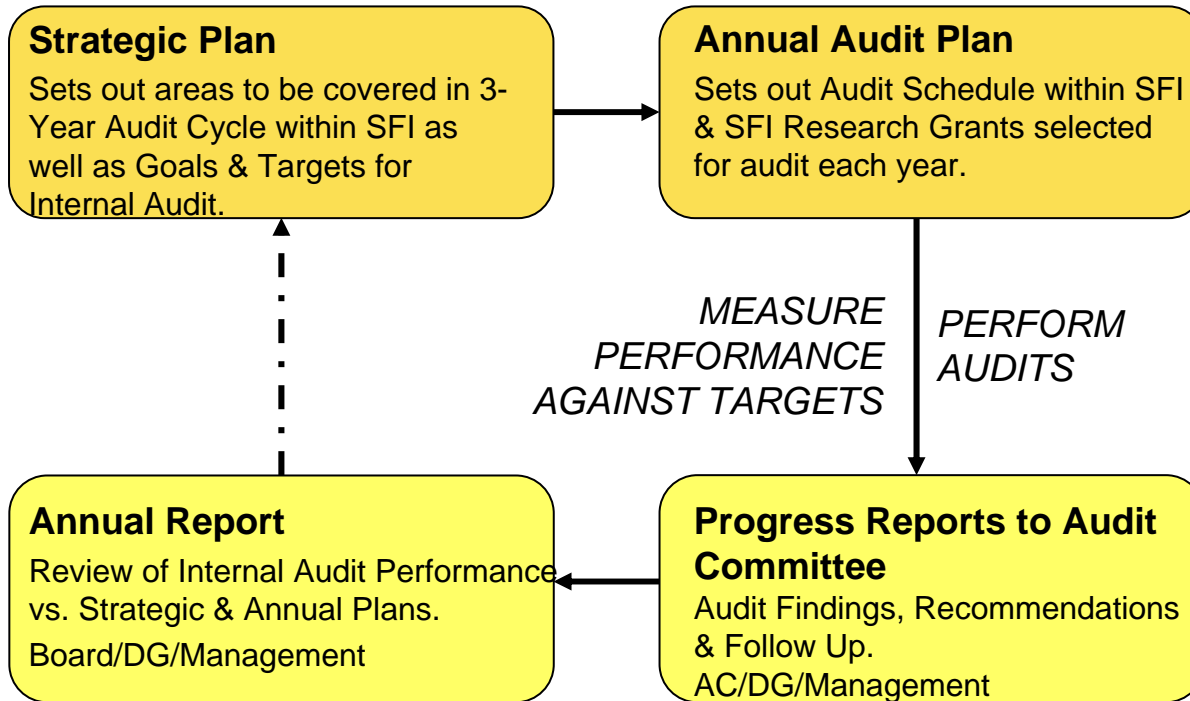 Strategic Plan
Sets out areas to be covered in 3-
Year Audit Cycle within SFI as
well as Goals & Targets for
Internal Audit.
Annual Audit Plan
Sets out Audit Schedule within SFI
& SFI Research Grants selected
for audit each year.
MEASURE
PERFORMANCE
AGAINST TARGETS
PERFORM
AUDITS
Annual Report
Review of Internal Audit Performance
vs. Strategic & Annual Plans.
Board/DG/Management
Progress Reports to Audit
Committee
Audit Findings, Recommendations
& Follow Up.
AC/DG/Management